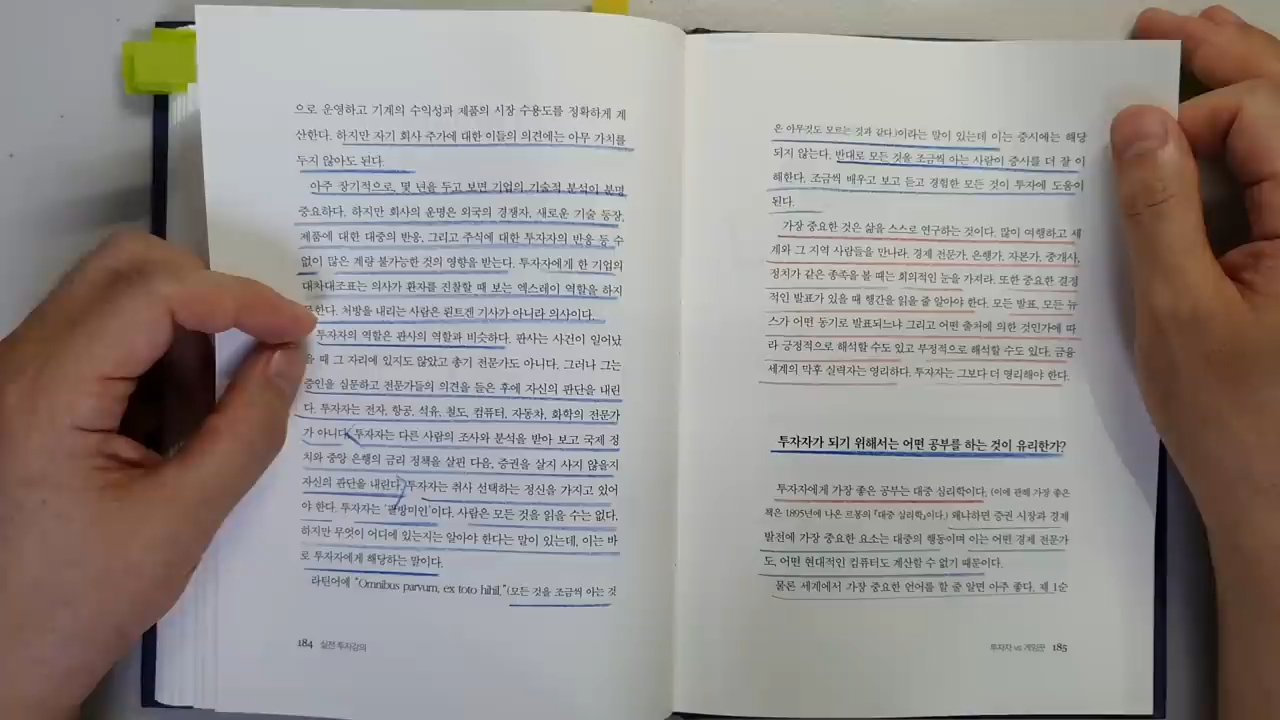 으로 운영하고 기계의 수익성과 제품의 시장 수용도를 정확하게 계
산한다. 하지만 자기 회사 주가에 대한 이들의 의견에는 아무 가치를
두지 않아도 된다.
아주 장기적으로, 몇 년을 두고 보면 기업의 기술적 분석이 분명
중요하다. 하지만 회사의 운명은 외국의 경쟁자, 새로운 기술 등장,
제품에 대한 대중의 반응, 그리고 주식에 대한 투자자의 반응 등 수
없이 많은 계량 불가능한 것의 영향을 받는다. 투자자에게 한 기업의
대차대조표는 의사가 환자를 진찰할 때 보는 엑스레이 역할을 하지
못한다. 처방을 내리는 사람은 뢴트겐 기사가 아니라 의사이다.
투자자의 역할은 판사의 역할과 비슷하다. 판사는 사건이 일어났
을 때 그 자리에 있지도 않았고 총기 전문가도 아니다. 그러나 그는
증인을 심문하고 전문가들의 의견을 들은 후에 자신의 판단을 내린
다. 투자자는 전자, 항공, 석유, 철도, 컴퓨터, 자동차, 화학의 전문가
가 아니다. 투자자는 다른 사람의 조사와 분석을 받아 보고 국제 정
치와 중앙 은행의 금리 정책을 살핀 다음, 증권을 살지 사지 않을지
자신의 판단을 내린다. 투자자는 취사 선택하는 정신을 가지고 있어
야 한다. 투자자는 '팔방미인'이다. 사람은 모든 것을 읽을 수는 없다,
하지만 무엇이 어디에 있는지는 알아야 한다는 말이 있는데, 이는 바
로 투자자에게 해당하는 말이다.
라틴어에 "Omnibus parvum, ex toto hihil."(모든 것을 조금씩 아는 것
184 실전 투자강의
은 아무것도 모르는 것과 같다.)이라는 말이 있는데 이는 증시에는 해당
되지 않는다. 반대로 모든 것을 조금씩 아는 사람이 증시를 더 잘 이
해한다. 조금씩 배우고 보고 듣고 경험한 모든 것이 투자에 도움이
된다.
가장 중요한 것은 삶을 스스로 연구하는 것이다. 많이 여행하고 세
계와 그 지역 사람들을 만나라. 경제 전문가, 은행가, 자본가, 중개사,
정치가 같은 종족을 볼 때는 회의적인 눈을 가져라. 또한 중요한 결정
적인 발표가 있을 때 행간을 읽을 줄 알아야 한다. 모든 발표, 모든 뉴
스가 어떤 동기로 발표되느냐 그리고 어떤 출처에 의한 것인가에 따
라 긍정적으로 해석할 수도 있고 부정적으로 해석할 수도 있다. 금융
세계의 막후 실력자는 영리하다. 투자자는 그보다 더 영리해야 한다.
투자자가 되기 위해서는 어떤 공부를 하는 것이 유리한가?
투자자에게 가장 좋은 공부는 대중 심리학이다. (이에 관해 가장 좋은
책은 1895년에 나온 르봉의 『대중 심리학』이다.) 왜냐하면 증권 시장과 경제
발전에 가장 중요한 요소는 대중의 행동이며 이는 어떤 경제 전문가
도, 어떤 현대적인 컴퓨터도 계산할 수 없기 때문이다.
물론 세계에서 가장 중요한 언어를 할 줄 알면 아주 좋다. 제 1순
투자자 vs 게임꾼 185